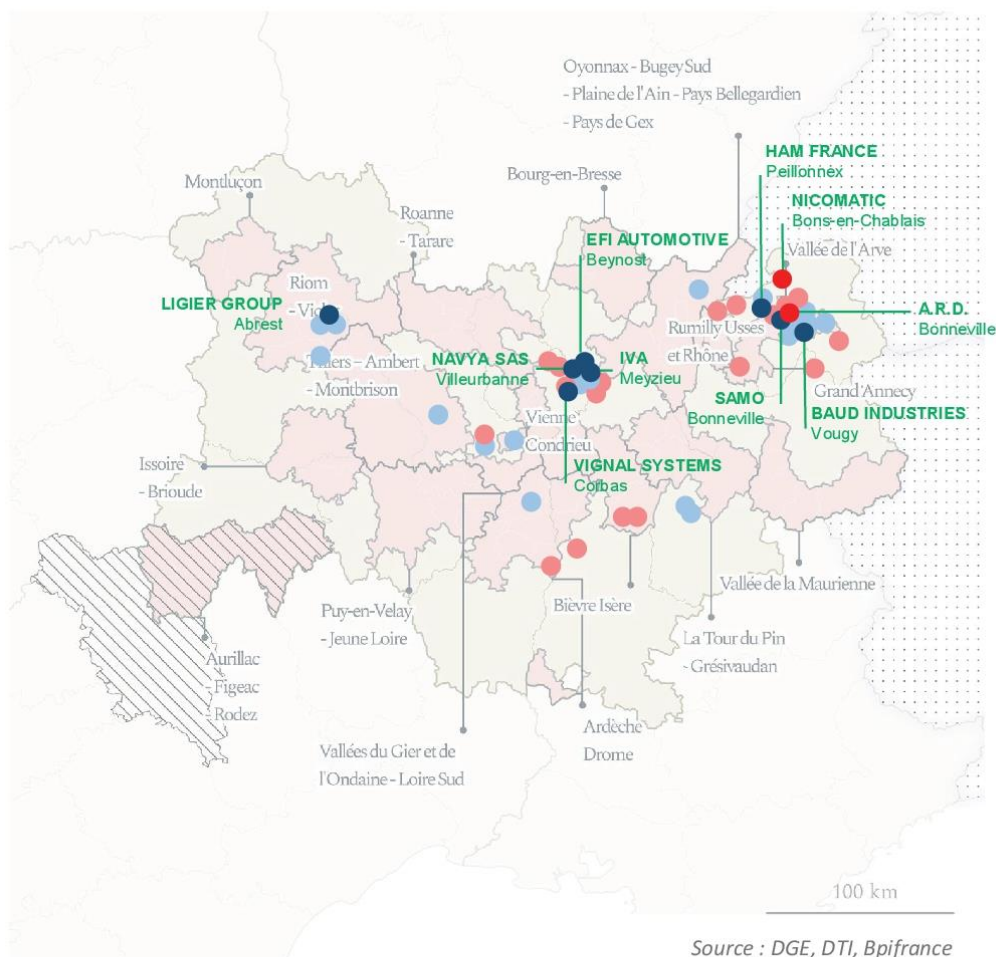 Oyonnax - Bugey Sud
- Plaine de l'Ain - Pays Bellegardien
- Pays de Gex
HAM FRANCE
Peillonnex
Bourg-en-Bresse
Montluçon
NICOMATIC
Bons-en-Chablais
Roanne
- Tarare
EFI AUTOMOTIVE
Beynost
Vallée de l'Arve
Riom
LIGIER GROUP
Abrest
A.R.D.
Bonneville
Rumilly Usses
et Rhône
NAVYA SAS
Villeurbanne
IVA
Meyzieu
Thiers - Ambert
- Montbrison
Grand Annecy
SAMO
Bonneville
BAUD INDUSTRIES
Vougy
Vienne
Condrieu
Issoire
- Brioude
VIGNAL SYSTEMS
Corbas
Vallée de la Maurienne
Puy-en-Velay
- Jeune Loire
Bièvre Isère
La Tour du Pin
- Grésivaudan
Aurillac
- Figeac
- Rodez
Ardèche
Drome
Vallées du Gier et de
l'Ondaine - Loire Sud
100 km
Source : DGE, DTI, Bpifrance